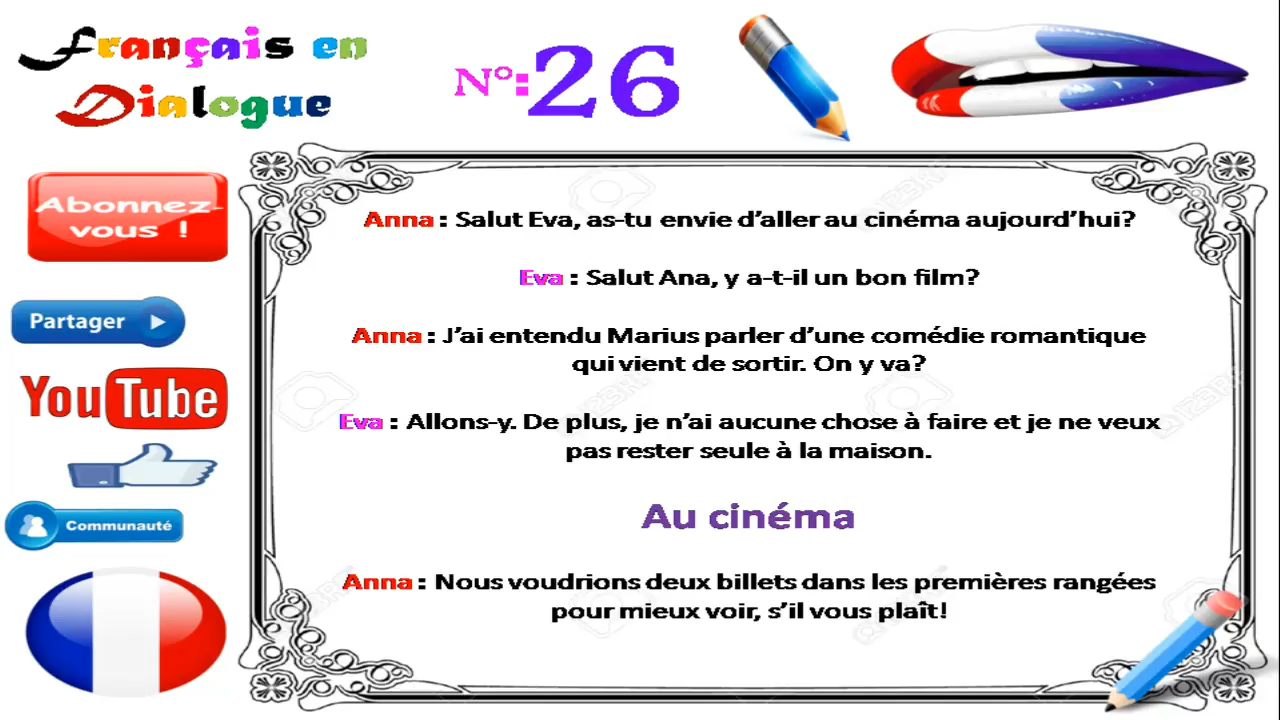 Français en
Dialogue
N°:26
Abonnez-
vous !
Partager
YouTube
Communauté
Anna : Salut Eva, as-tu envie d’aller au cinéma aujourd’hui?
Eva : Salut Ana, y a-t-il un bon film?
Anna : J’ai entendu Marius parler d’une comédie romantique
qui vient de sortir. On y va?
Eva : Allons-y. De plus, je n’ai aucune chose à faire et je ne veux
pas rester seule à la maison.
Au cinéma
Anna : Nous voudrions deux billets dans les premières rangées
pour mieux voir, s’il vous plaît!